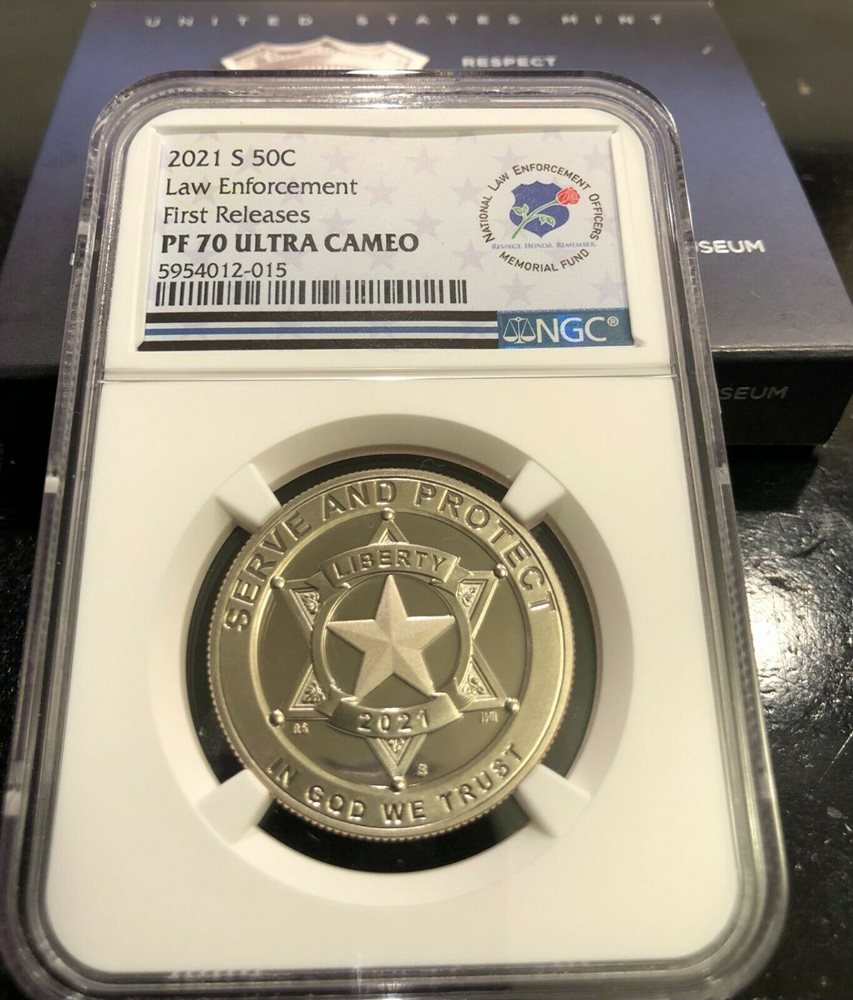 UNITED STATES MINT
RESPECT
2021 S 50C
Law Enforcement
First Releases
PF 70 ULTRA CAMEO
5954012-015
NATIONAL LAW ENFORCEMENT OFFICERS
RESPECT. HONOR. REMEMBER.
MEMORIAL FUND
NGC®
SEUM
SEUM
SERVE AND PROTECT
LIBERTY
2021
S
IN GOD WE TRUST